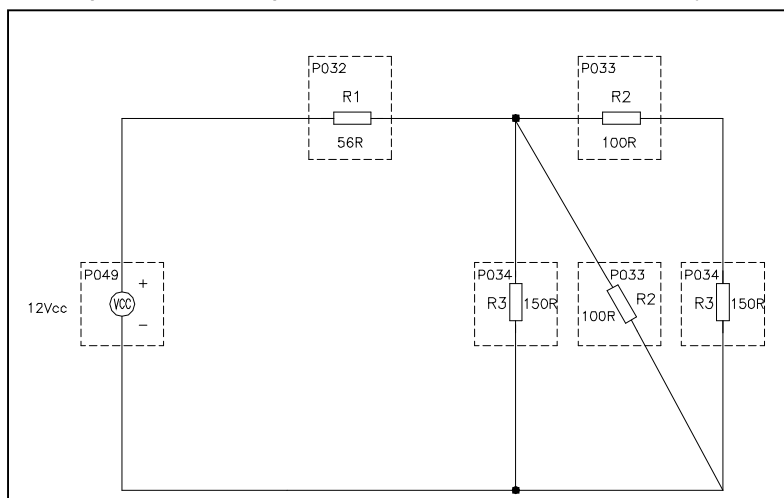 P032
R1
56R
P033
R2
100R
P049
+
VCC
12Vcc
–
P034
R3
150R
P033
100R
R2
P034
R3
150R